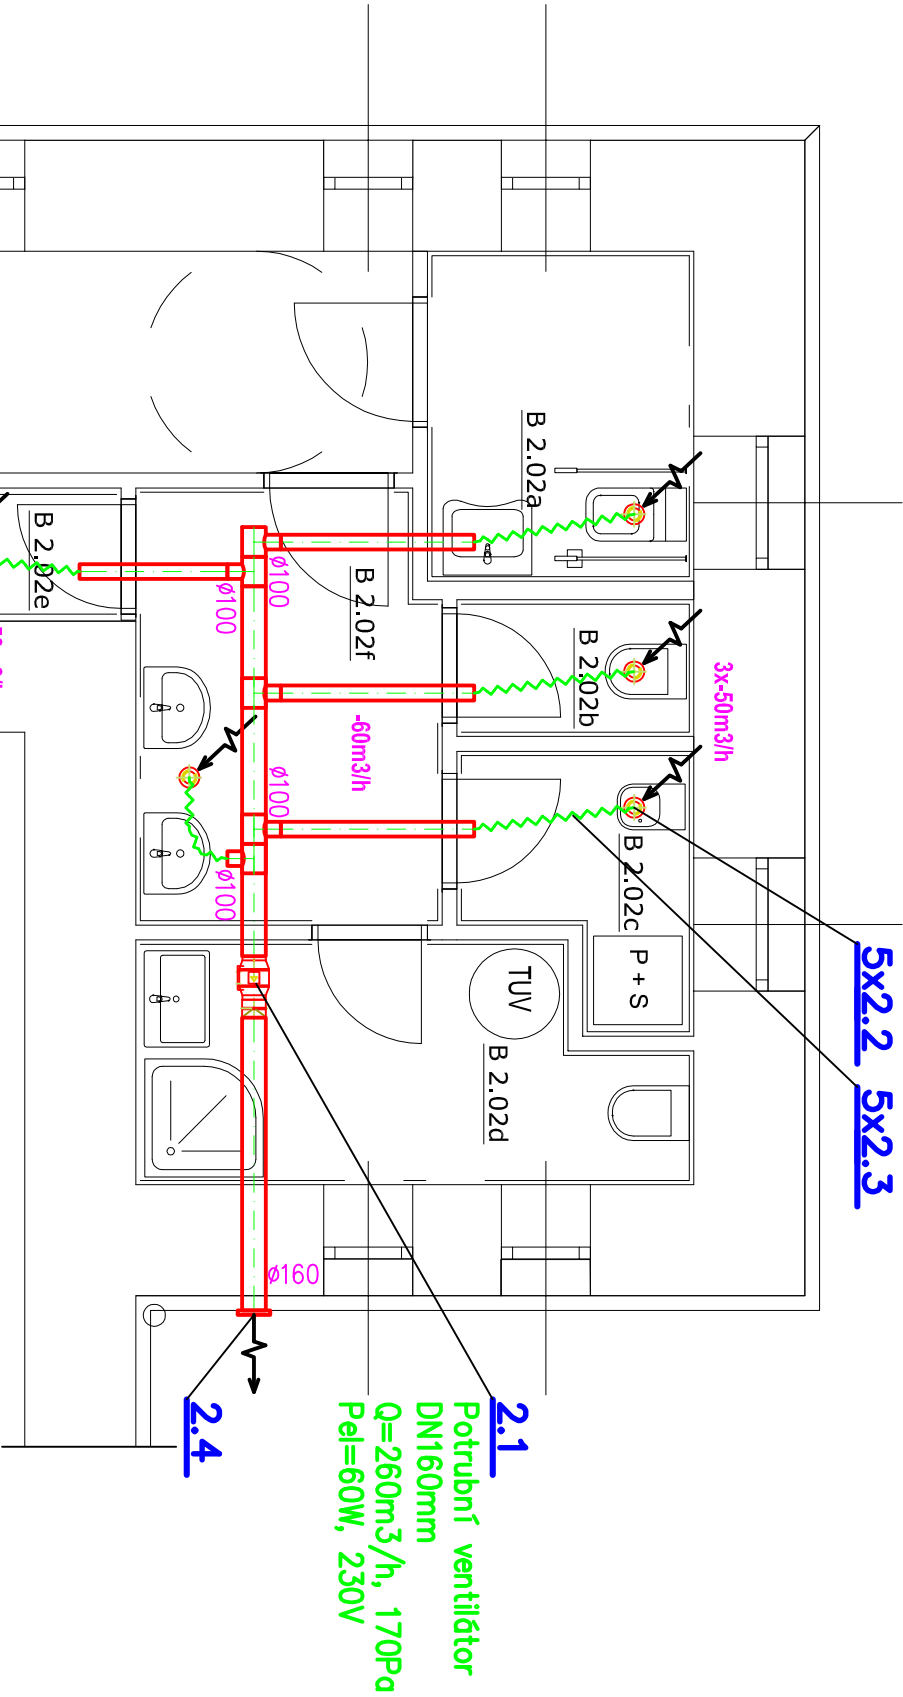 5x2.2
5x2.3
3x-50m3/h
B 2.02a
B 2.02b
B 2.02c
P + S
TUV
B 2.02d
B 2.02f
-60m3/h
ø100
ø100
ø100
ø100
ø160
B 2.02e
2.1
Potrubní ventilátor
DN160mm
Q=260m3/h, 170Pa
Pel=60W, 230V
2.4